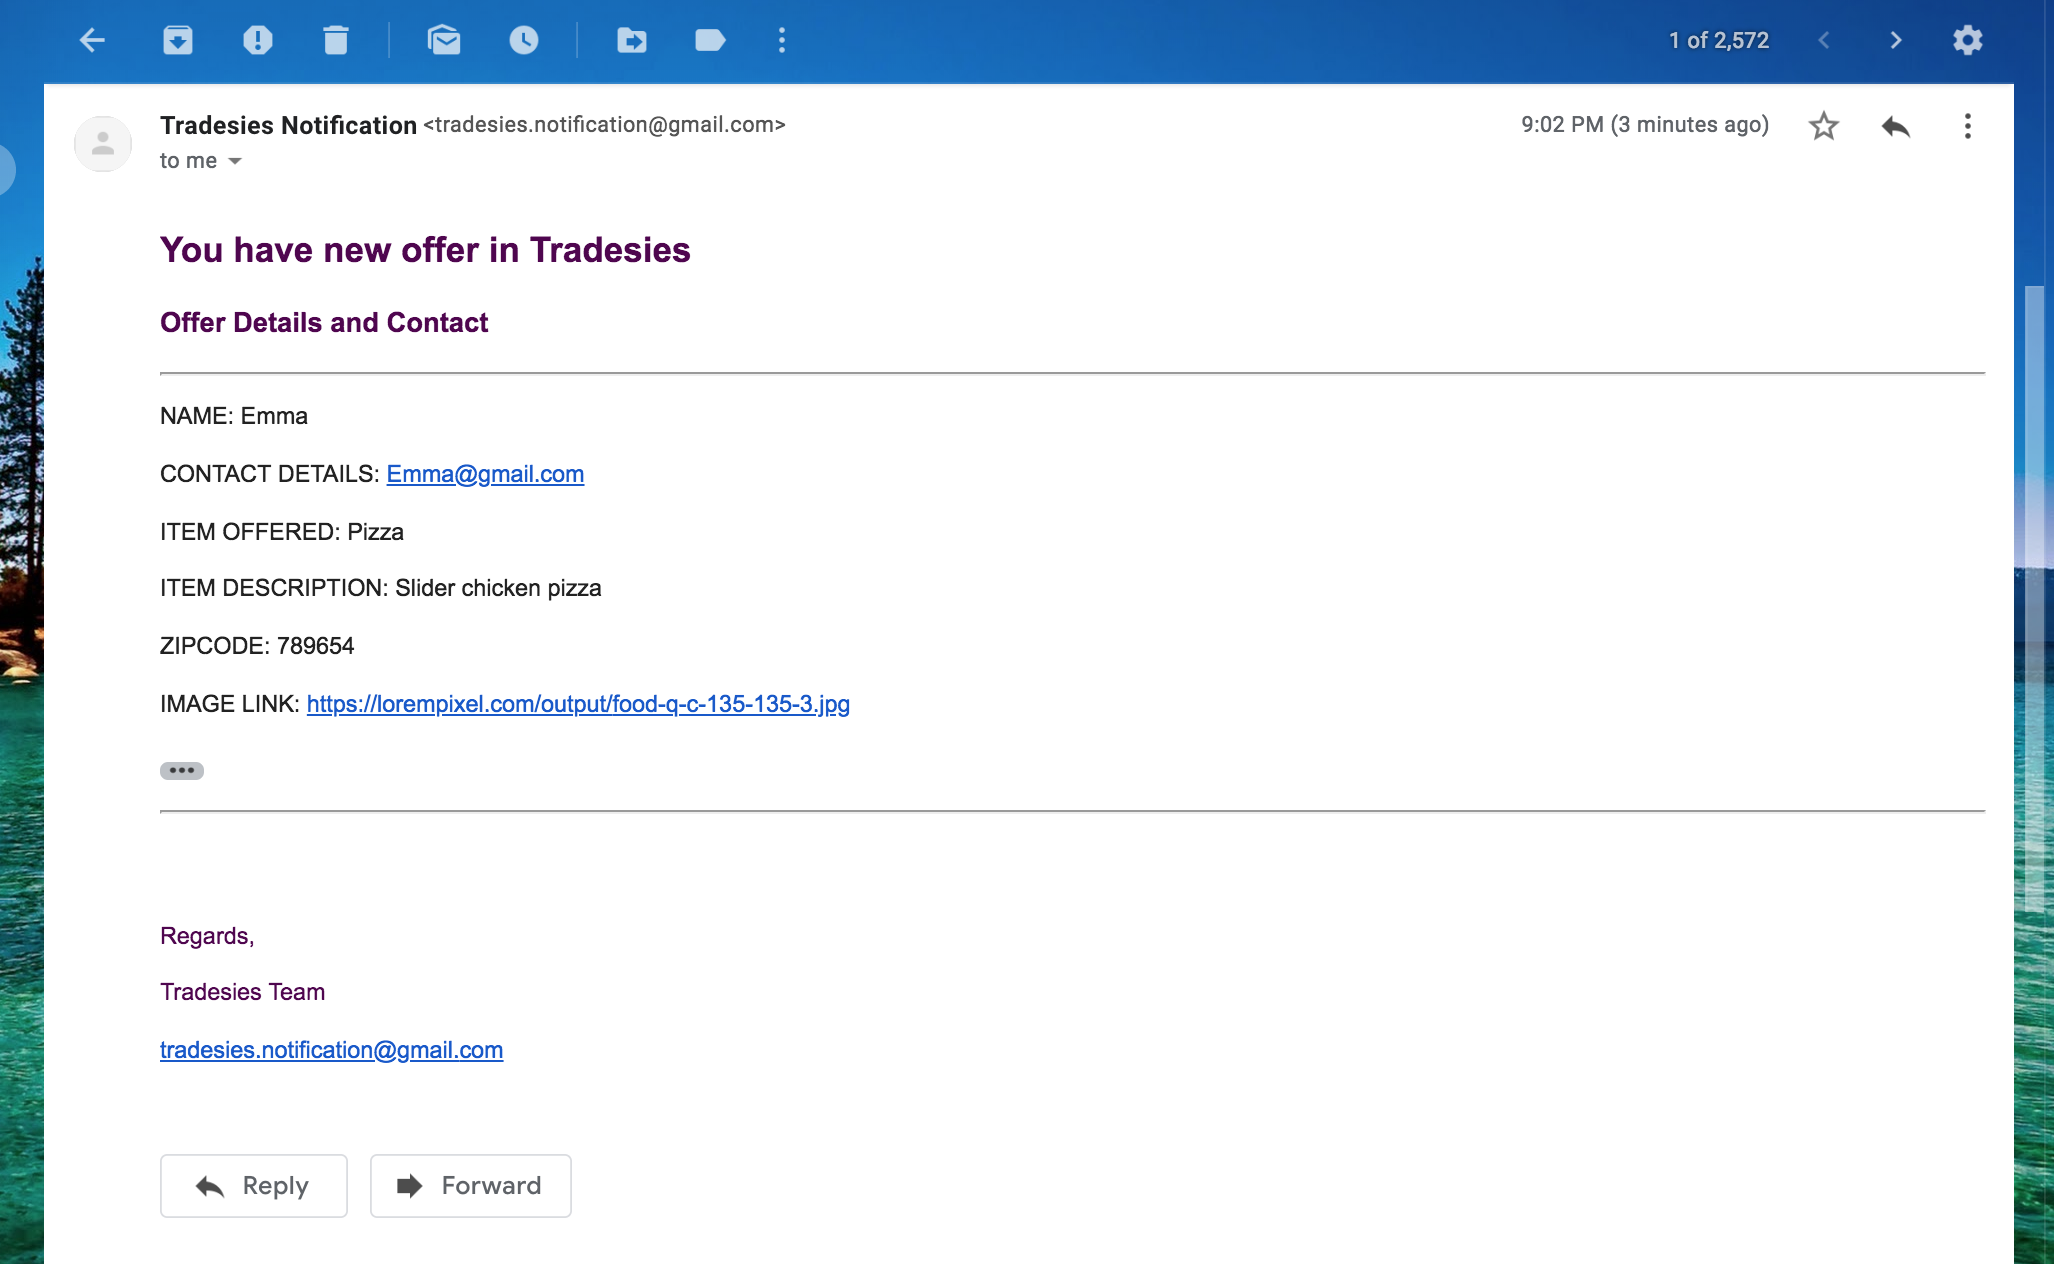 1 of 2,572
Tradesies Notification <tradesies.notification@gmail.com> 9:02 PM (3 minutes ago)
to me
You have new offer in Tradesies
Offer Details and Contact
NAME: Emma
CONTACT DETAILS: Emma@gmail.com
ITEM OFFERED: Pizza
ITEM DESCRIPTION: Slider chicken pizza
ZIPCODE: 789654
IMAGE LINK: https://lorempixel.com/output/food-q-c-135-135-3.jpg
Regards,
Tradesies Team
tradesies.notification@gmail.com
Reply Forward